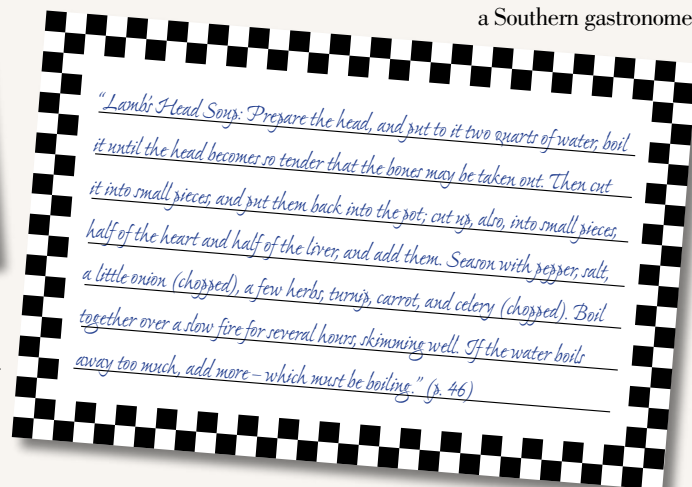 a Southern gastronome
“Lamb's Head Soup: Prepare the head, and put to it two quarts of water, boil
it until the head becomes so tender that the bones may be taken out. Then cut
it into small pieces, and put them back into the pot; cut up, also, into small pieces,
half of the heart and half of the liver, and add them. Season with pepper, salt,
a little onion (chopped), a few herbs, turnip, carrot, and celery (chopped). Boil
together over a slow fire for several hours, skimming well. If the water boils
away too much, add more – which must be boiling.” (p. 46)